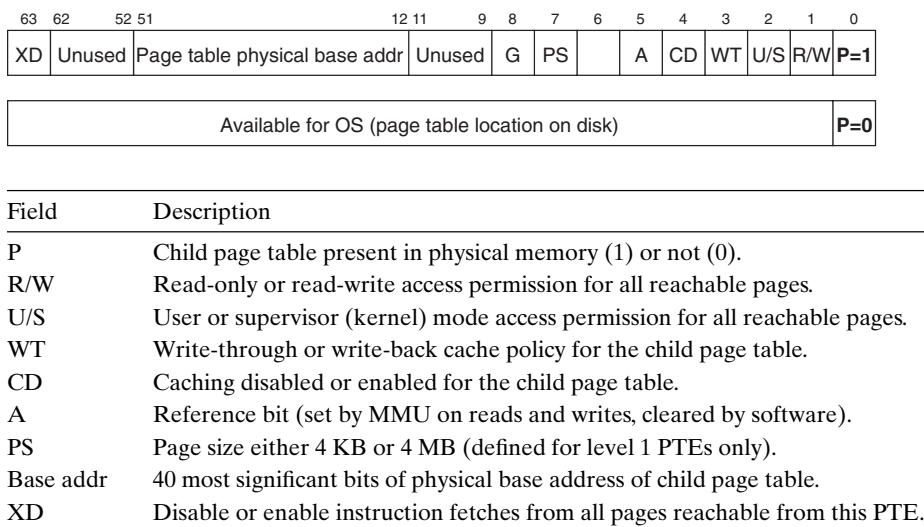 63 62 52 51 12 11 9 8 7 6 5 4 3 2 1 0
XD Unused Page table physical base addr Unused G PS A CD WT U/S R/W P=1
Available for OS (page table location on disk) P=0
Field Description
P Child page table present in physical memory (1) or not (0).
R/W Read-only or read-write access permission for all reachable pages.
U/S User or supervisor (kernel) mode access permission for all reachable pages.
WT Write-through or write-back cache policy for the child page table.
CD Caching disabled or enabled for the child page table.
A Reference bit (set by MMU on reads and writes, cleared by software).
PS Page size either 4 KB or 4 MB (defined for level 1 PTEs only).
Base addr 40 most significant bits of physical base address of child page table.
XD Disable or enable instruction fetches from all pages reachable from this PTE.